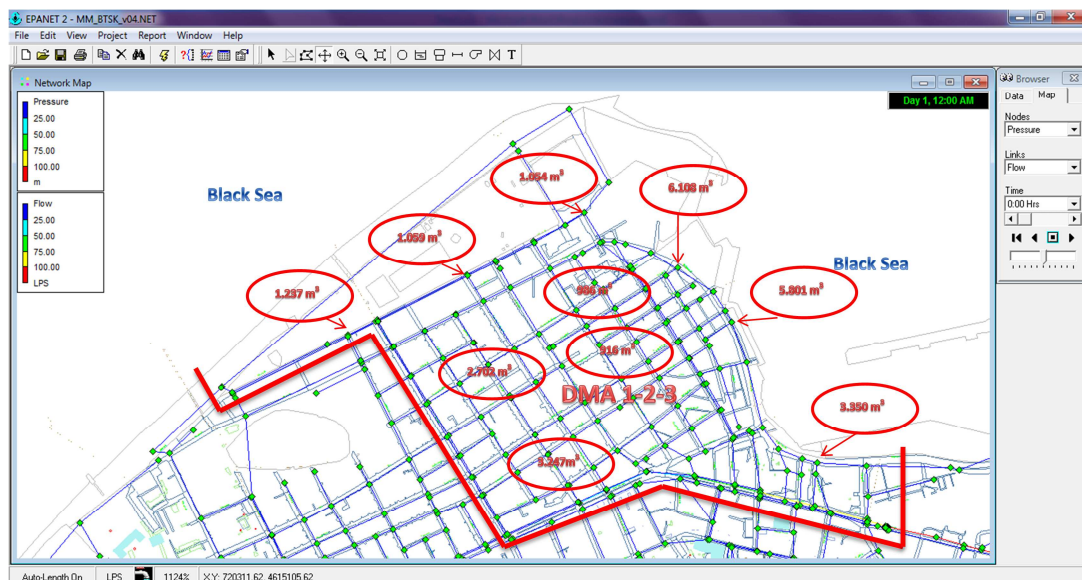 EPANET 2 - MM_BTSK_v04.NET
File Edit View Project Report Window Help
T
Network Map
Browser
Pressure
25.00
50.00
75.00
100.00
m
Flow
25.00
50.00
75.00
100.00
LPS
Day 1, 12:00 AM
Data Map
Nodes
Pressure
Links
Flow
Time
0:00 Hrs
Black Sea
1.054 m³
6.108 m³
1.059 m³
Black Sea
1.237 m³
986 m³
5.801 m³
916 m³
2.702 m³
DMA 1-2-3
3.350 m³
5.247m³
Auto-Length On LPS 1124% X,Y: 720311.62, 4615105.62